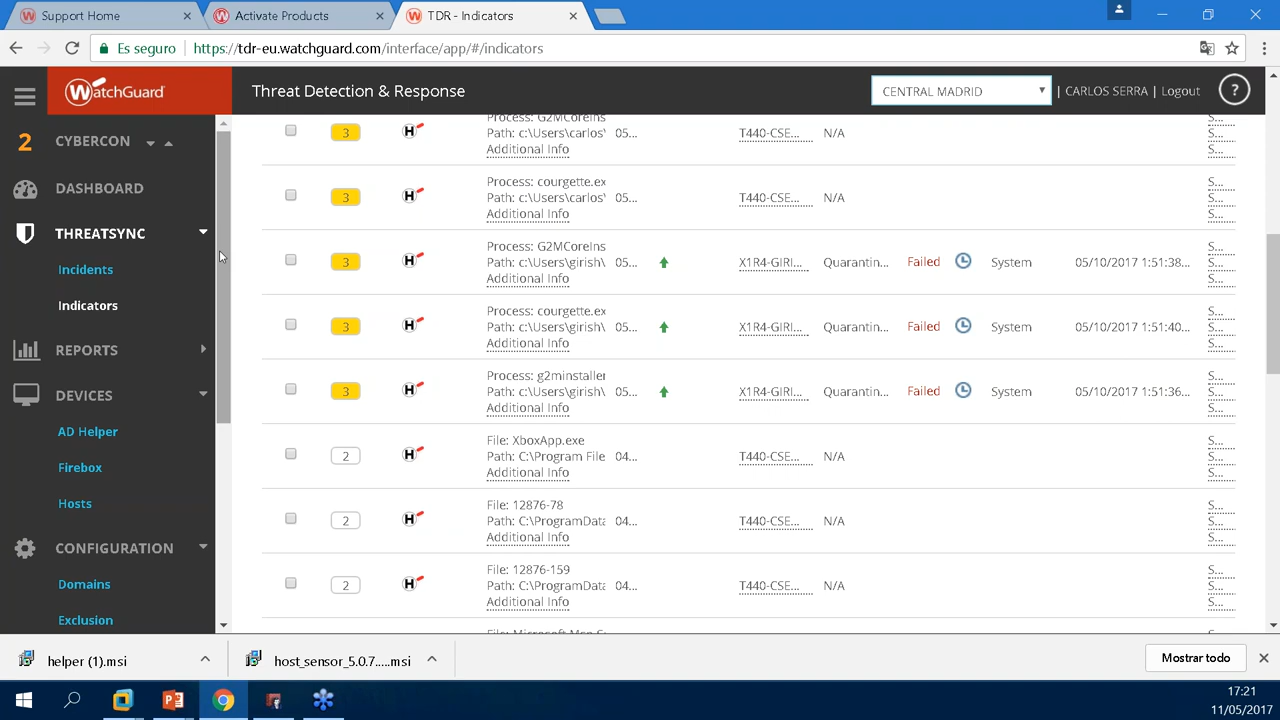 Support Home
Activate Products
TDR - Indicators
Es seguro
https://tdr-eu.watchguard.com/interface/app/#/indicators
WatchGuard
Threat Detection & Response
CENTRAL MADRID
| CARLOS SERRA | Logout
?
2 CYBERCON
DASHBOARD
THREATSYNC
Incidents
Indicators
REPORTS
DEVICES
AD Helper
Firebox
Hosts
CONFIGURATION
Domains
Exclusion
Process: G2MCoreIns
3 H Path: c:\Users\carlos\ 05... T440-CSE... N/A
Additional Info
S...
S...
S...
Process: courgette.ex
3 H Path: c:\Users\carlos\ 05... T440-CSE... N/A
Additional Info
S...
S...
S...
Process: G2MCoreIns
3 H Path: c:\Users\girish\ 05... X1R4-GIRI... Quarantin... Failed System 05/10/2017 1:51:38...
Additional Info
S...
S...
S...
Process: courgette.ex
3 H Path: c:\Users\girish\ 05... X1R4-GIRI... Quarantin... Failed System 05/10/2017 1:51:40...
Additional Info
S...
S...
S...
Process: g2minstaller
3 H Path: c:\Users\girish\ 05... X1R4-GIRI... Quarantin... Failed System 05/10/2017 1:51:36...
Additional Info
S...
S...
S...
File: XboxApp.exe
2 H Path: C:\Program File 04... T440-CSE... N/A
Additional Info
S...
S...
S...
File: 12876-78
2 H Path: C:\ProgramData 04... T440-CSE... N/A
Additional Info
S...
S...
S...
File: 12876-159
2 H Path: C:\ProgramData 04... T440-CSE... N/A
Additional Info
S...
S...
S...
helper (1).msi
host_sensor_5.0.7.....msi
Mostrar todo
17:21
11/05/2017